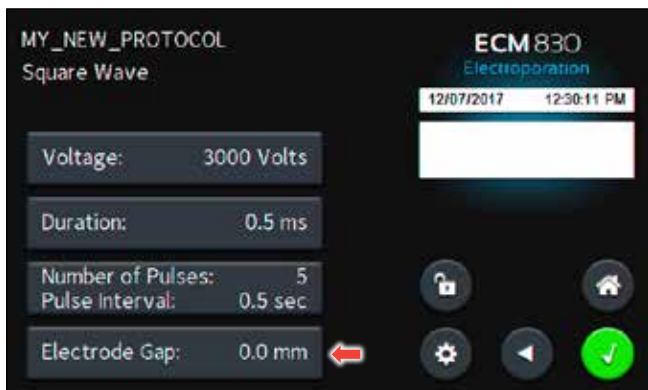 MY_NEW_PROTOCOL
Square Wave
ECM 830
Electroporation
12/07/2017 12:30:11 PM
Voltage: 3000 Volts
Duration: 0.5 ms
Number of Pulses: 5
Pulse Interval: 0.5 sec
Electrode Gap: 0.0 mm